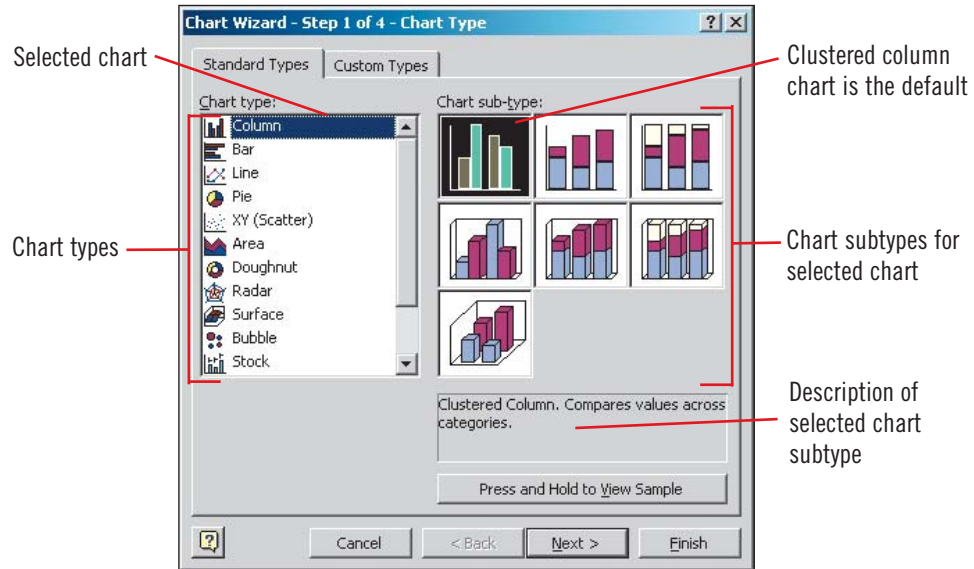 Chart Wizard - Step 1 of 4 - Chart Type
Selected chart
Standard Types
Custom Types
Clustered column
chart is the default
Chart type:
Chart sub-type:
Column
Bar
Line
Pie
XY (Scatter)
Area
Doughnut
Radar
Surface
Bubble
Stock
Chart types
Chart subtypes for
selected chart
Clustered Column. Compares values across
categories.
Description of
selected chart
subtype
Press and Hold to View Sample
Cancel
< Back
Next >
Finish